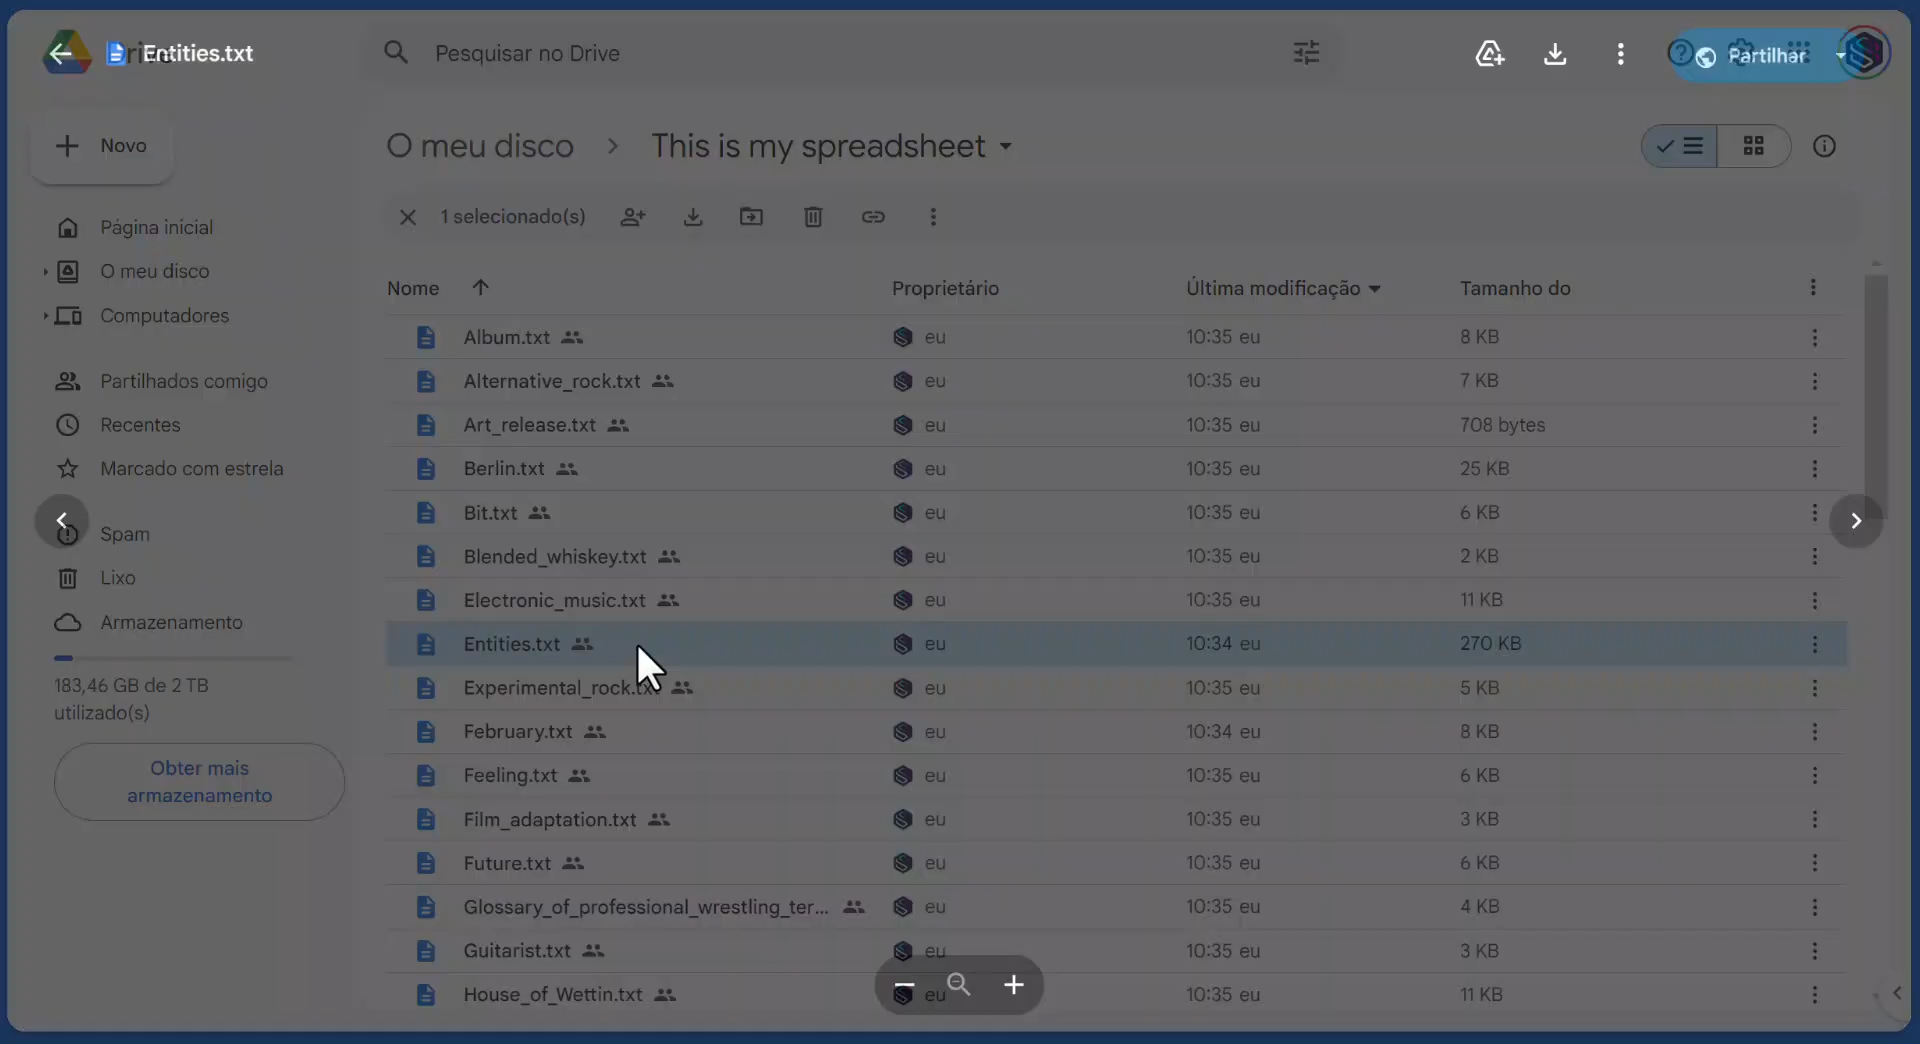 Entities.txt
Pesquisar no Drive
Partilhar
Novo
O meu disco
This is my spreadsheet
1 selecionado(s)
Página inicial
O meu disco
Computadores
Partilhados comigo
Recentes
Marcado com estrela
Spam
Lixo
Armazenamento
183,46 GB de 2 TB
utilizado(s)
Obter mais
armazenamento
Nome Proprietário Última modificação Tamanho do
Album.txt eu 10:35 eu 8 KB
Alternative_rock.txt eu 10:35 eu 7 KB
Art_release.txt eu 10:35 eu 708 bytes
Berlin.txt eu 10:35 eu 25 KB
Bit.txt eu 10:35 eu 6 KB
Blended_whiskey.txt eu 10:35 eu 2 KB
Electronic_music.txt eu 10:35 eu 11 KB
Entities.txt eu 10:34 eu 270 KB
Experimental_rock.txt eu 10:35 eu 5 KB
February.txt eu 10:34 eu 8 KB
Feeling.txt eu 10:35 eu 6 KB
Film_adaptation.txt eu 10:35 eu 3 KB
Future.txt eu 10:35 eu 6 KB
Glossary_of_professional_wrestling_ter... eu 10:35 eu 4 KB
Guitarist.txt eu 10:35 eu 3 KB
House_of_Wettin.txt eu 10:35 eu 11 KB